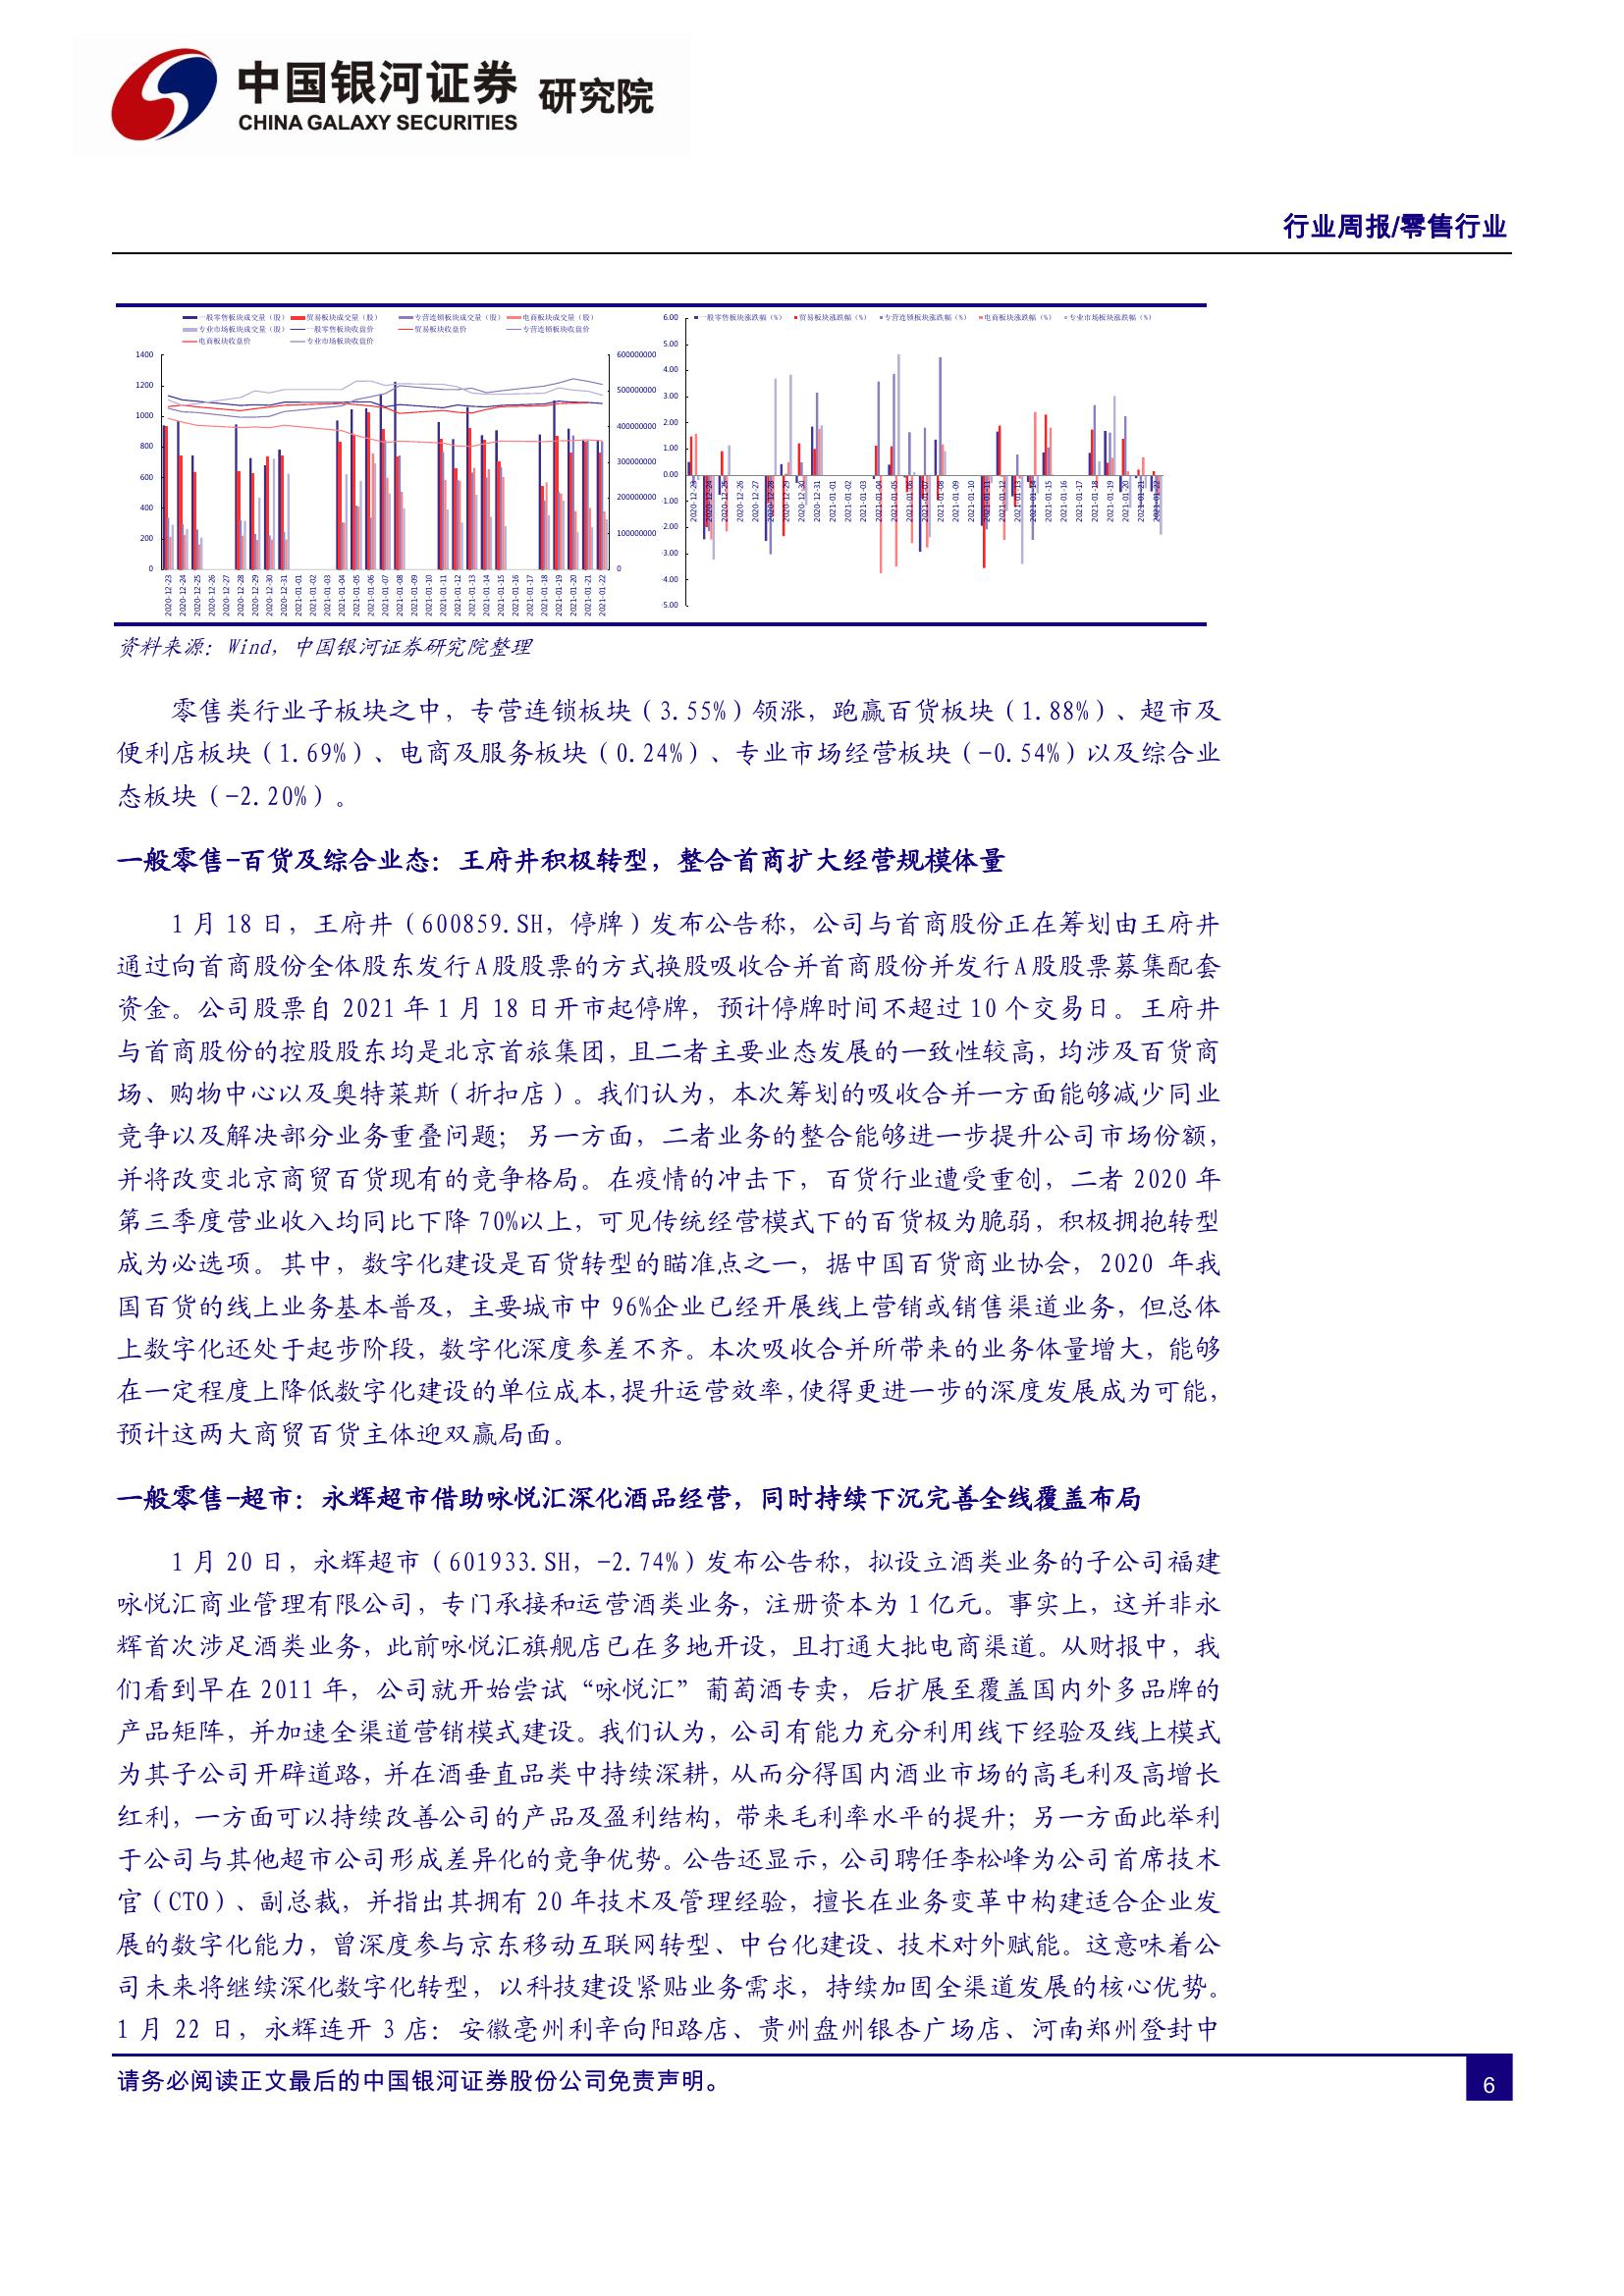 中国银河证券 研究院
CHINA GALAXY SECURITIES
行业周报/零售行业
一般零售板块成交量（股） 贸易板块成交量（股） 专营连锁板块成交量（股） 电商板块成交量（股）
专业市场板块成交量（股） 一般零售板块收盘价 贸易板块收盘价 专营连锁板块收盘价
电商板块收盘价 专业市场板块收盘价
1400
1200
1000
800
600
400
200
0
600000000
500000000
400000000
300000000
200000000
100000000
0
2020-12-23
2020-12-24
2020-12-25
2020-12-26
2020-12-27
2020-12-28
2020-12-29
2020-12-30
2020-12-31
2021-01-01
2021-01-02
2021-01-03
2021-01-04
2021-01-05
2021-01-06
2021-01-07
2021-01-08
2021-01-09
2021-01-10
2021-01-11
2021-01-12
2021-01-13
2021-01-14
2021-01-15
2021-01-16
2021-01-17
2021-01-18
2021-01-19
2021-01-20
2021-01-21
2021-01-22
一般零售板块涨跌幅（%） 贸易板块涨跌幅（%） 专营连锁板块涨跌幅（%） 电商板块涨跌幅（%） 专业市场板块涨跌幅（%）
6.00
5.00
4.00
3.00
2.00
1.00
0.00
-1.00
-2.00
-3.00
-4.00
-5.00
2020-12-23
2020-12-24
2020-12-25
2020-12-26
2020-12-27
2020-12-28
2020-12-29
2020-12-30
2020-12-31
2021-01-01
2021-01-02
2021-01-03
2021-01-04
2021-01-05
2021-01-06
2021-01-07
2021-01-08
2021-01-09
2021-01-10
2021-01-11
2021-01-12
2021-01-13
2021-01-14
2021-01-15
2021-01-16
2021-01-17
2021-01-18
2021-01-19
2021-01-20
2021-01-21
2021-01-22
资料来源：Wind，中国银河证券研究院整理
零售类行业子板块之中，专营连锁板块（3.55%）领涨，跑赢百货板块（1.88%）、超市及
便利店板块（1.69%）、电商及服务板块（0.24%）、专业市场经营板块（-0.54%）以及综合业
态板块（-2.20%）。
一般零售-百货及综合业态：王府井积极转型，整合首商扩大经营规模体量
1 月 18 日，王府井（600859.SH，停牌）发布公告称，公司与首商股份正在筹划由王府井
通过向首商股份全体股东发行A股股票的方式换股吸收合并首商股份并发行A股股票募集配套
资金。公司股票自 2021 年 1 月 18 日开市起停牌，预计停牌时间不超过 10 个交易日。王府井
与首商股份的控股股东均是北京首旅集团，且二者主要业态发展的一致性较高，均涉及百货商
场、购物中心以及奥特莱斯（折扣店）。我们认为，本次筹划的吸收合并一方面能够减少同业
竞争以及解决部分业务重叠问题；另一方面，二者业务的整合能够进一步提升公司市场份额，
并将改变北京商贸百货现有的竞争格局。在疫情的冲击下，百货行业遭受重创，二者 2020 年
第三季度营业收入均同比下降 70%以上，可见传统经营模式下的百货极为脆弱，积极拥抱转型
成为必选项。其中，数字化建设是百货转型的瞄准点之一，据中国百货商业协会，2020 年我
国百货的线上业务基本普及，主要城市中 96%企业已经开展线上营销或销售渠道业务，但总体
上数字化还处于起步阶段，数字化深度参差不齐。本次吸收合并所带来的业务体量增大，能够
在一定程度上降低数字化建设的单位成本，提升运营效率，使得更进一步的深度发展成为可能，
预计这两大商贸百货主体迎双赢局面。
一般零售-超市：永辉超市借助咏悦汇深化酒品经营，同时持续下沉完善全线覆盖布局
1 月 20 日，永辉超市（601933.SH，-2.74%）发布公告称，拟设立酒类业务的子公司福建
咏悦汇商业管理有限公司，专门承接和运营酒类业务，注册资本为 1 亿元。事实上，这并非永
辉首次涉足酒类业务，此前咏悦汇旗舰店已在多地开设，且打通大批电商渠道。从财报中，我
们看到早在 2011 年，公司就开始尝试“咏悦汇”葡萄酒专卖，后扩展至覆盖国内外多品牌的
产品矩阵，并加速全渠道营销模式建设。我们认为，公司有能力充分利用线下经验及线上模式
为其子公司开辟道路，并在酒垂直品类中持续深耕，从而分得国内酒业市场的高毛利及高增长
红利，一方面可以持续改善公司的产品及盈利结构，带来毛利率水平的提升；另一方面此举利
于公司与其他超市公司形成差异化的竞争优势。公告还显示，公司聘任李松峰为公司首席技术
官（CTO）、副总裁，并指出其拥有 20 年技术及管理经验，擅长在业务变革中构建适合企业发
展的数字化能力，曾深度参与京东移动互联网转型、中台化建设、技术对外赋能。这意味着公
司未来将继续深化数字化转型，以科技建设紧贴业务需求，持续加固全渠道发展的核心优势。
1 月 22 日，永辉连开 3 店：安徽亳州利辛向阳路店、贵州盘州银杏广场店、河南郑州登封中
请务必阅读正文最后的中国银河证券股份公司免责声明。
6